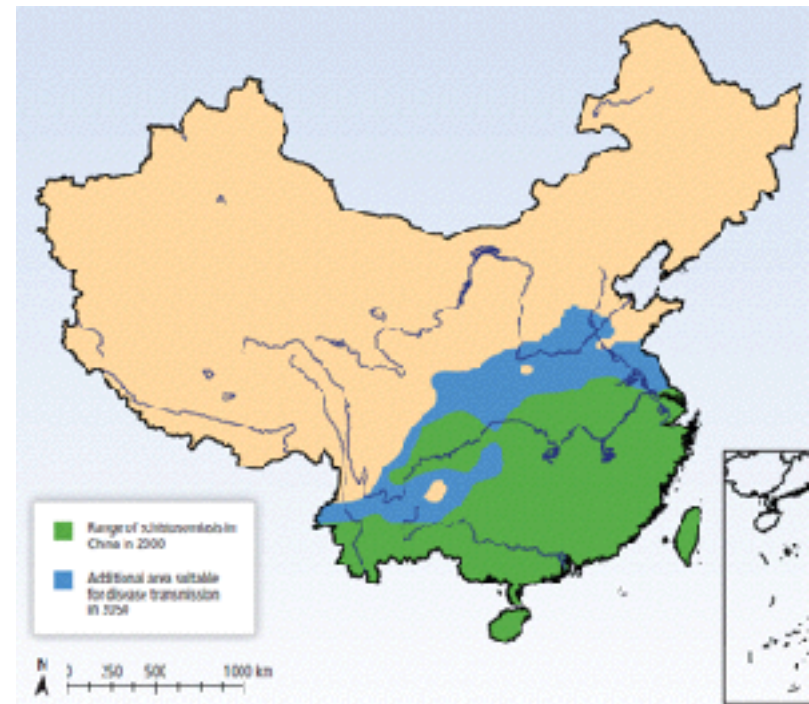 Range of schistosomiasis in
China in 2000
Additional area suitable
for disease transmission
in 2050
N
0 250 500 1000 km